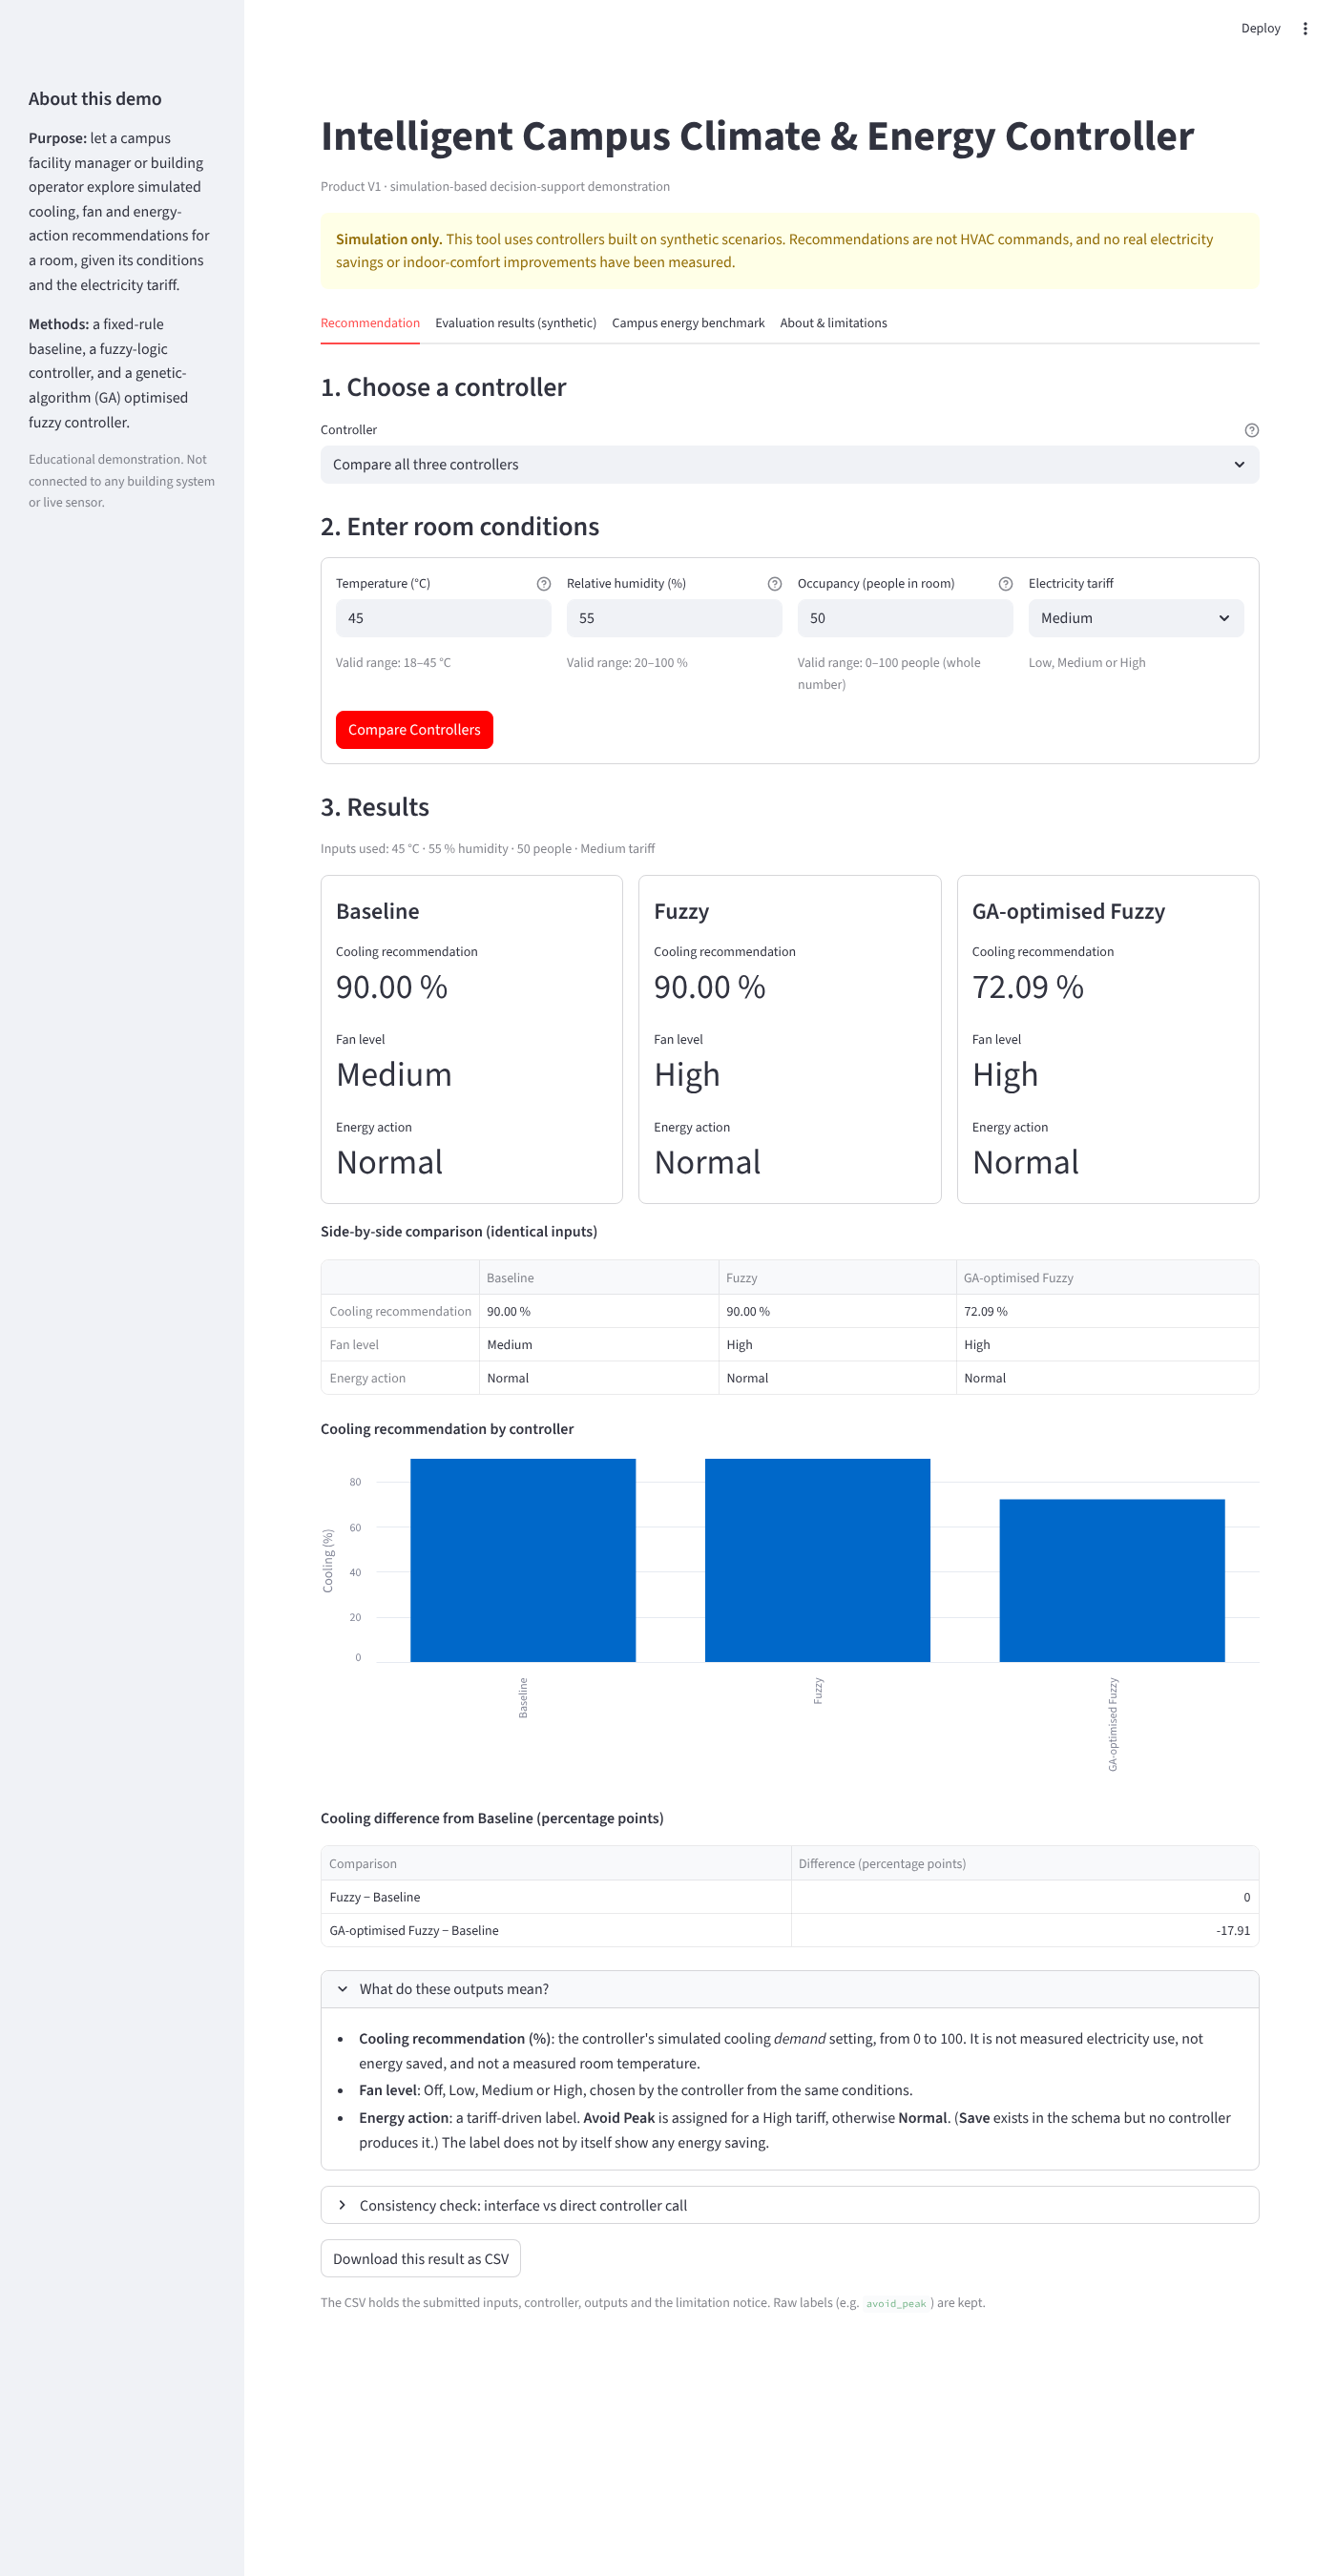 Deploy
About this demo
Purpose: let a campus
facility manager or building
operator explore simulated
cooling, fan and energy-
action recommendations for
a room, given its conditions
and the electricity tariff.
Methods: a fixed-rule
baseline, a fuzzy-logic
controller, and a genetic-
algorithm (GA) optimised
fuzzy controller.
Educational demonstration. Not
connected to any building system
or live sensor.
Intelligent Campus Climate & Energy Controller
Product V1 · simulation-based decision-support demonstration
Simulation only. This tool uses controllers built on synthetic scenarios. Recommendations are not HVAC commands, and no real electricity
savings or indoor-comfort improvements have been measured.
Recommendation Evaluation results (synthetic) Campus energy benchmark About & limitations
1. Choose a controller
Controller
Compare all three controllers
2. Enter room conditions
Temperature (°C) Relative humidity (%) Occupancy (people in room) Electricity tariff
45 55 50 Medium
Valid range: 18–45 °C Valid range: 20–100 % Valid range: 0–100 people (whole Low, Medium or High
number)
Compare Controllers
3. Results
Inputs used: 45 °C · 55 % humidity · 50 people · Medium tariff
Baseline Fuzzy GA-optimised Fuzzy
Cooling recommendation Cooling recommendation Cooling recommendation
90.00 % 90.00 % 72.09 %
Fan level Fan level Fan level
Medium High High
Energy action Energy action Energy action
Normal Normal Normal
Side-by-side comparison (identical inputs)
Baseline Fuzzy GA-optimised Fuzzy
Cooling recommendation 90.00 % 90.00 % 72.09 %
Fan level Medium High High
Energy action Normal Normal Normal
Cooling recommendation by controller
80
60
40
20
0
Cooling (%)
Baseline Fuzzy GA-optimised Fuzzy
Cooling difference from Baseline (percentage points)
Comparison Difference (percentage points)
Fuzzy − Baseline 0
GA-optimised Fuzzy − Baseline -17.91
What do these outputs mean?
• Cooling recommendation (%): the controller's simulated cooling demand setting, from 0 to 100. It is not measured electricity use, not
energy saved, and not a measured room temperature.
• Fan level: Off, Low, Medium or High, chosen by the controller from the same conditions.
• Energy action: a tariff-driven label. Avoid Peak is assigned for a High tariff, otherwise Normal. (Save exists in the schema but no controller
produces it.) The label does not by itself show any energy saving.
Consistency check: interface vs direct controller call
Download this result as CSV
The CSV holds the submitted inputs, controller, outputs and the limitation notice. Raw labels (e.g. avoid_peak ) are kept.